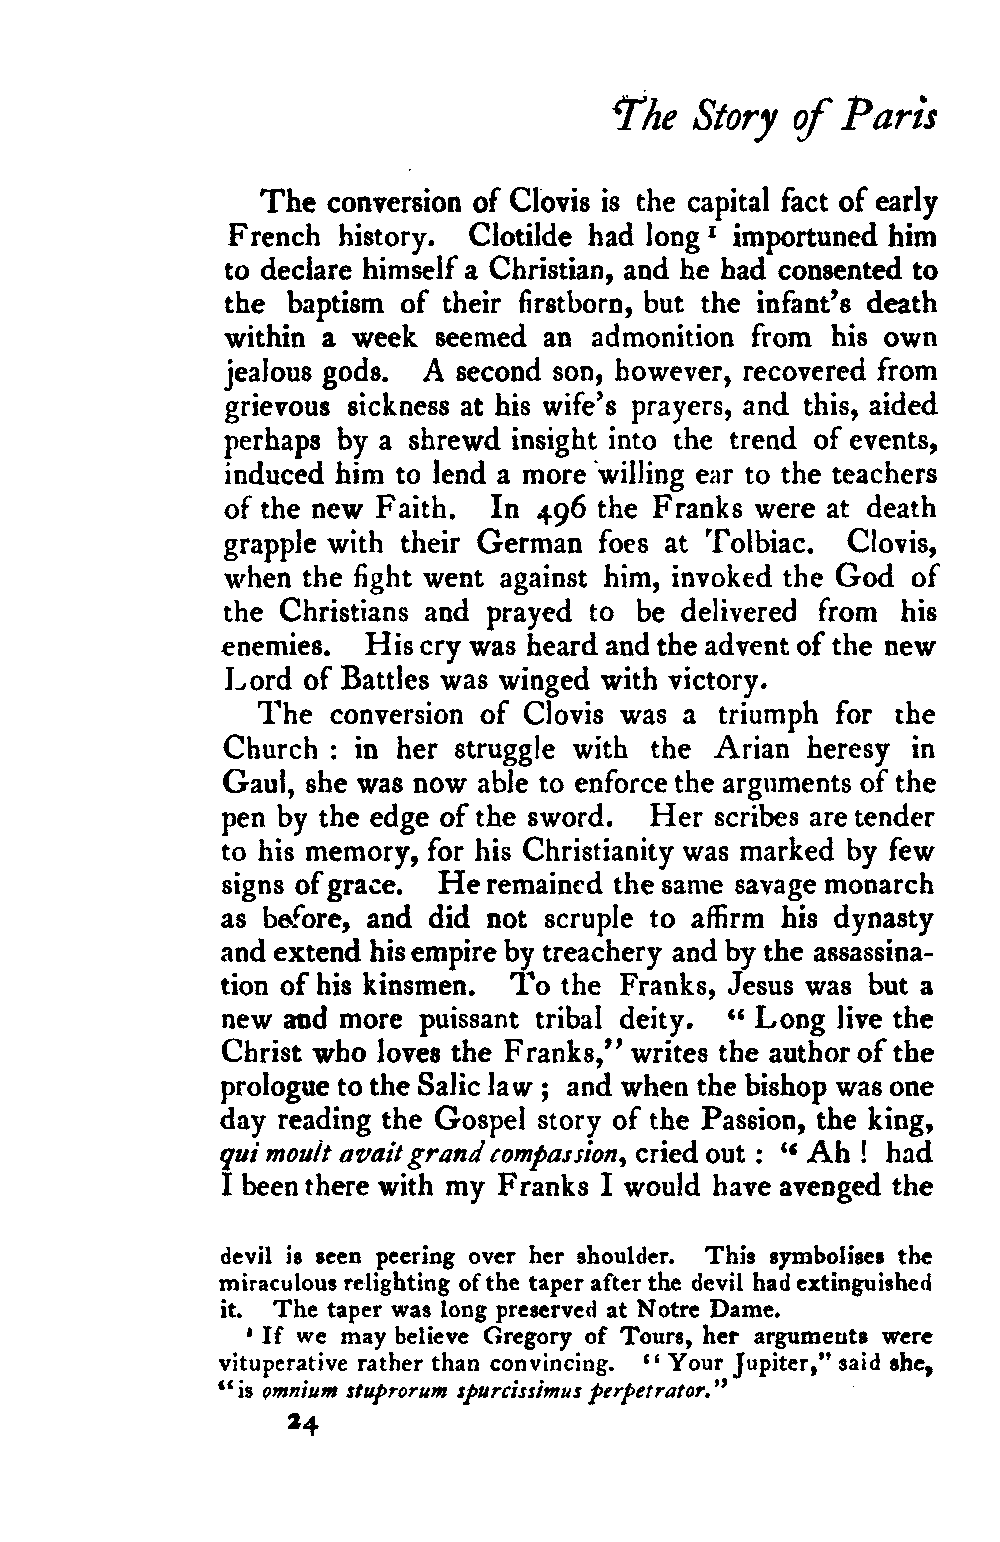 The Story of Paris
The conversion of Clovis is the capital fact of early
French history. Clotilde had long ¹ importuned him
to declare himself a Christian, and he had consented to
the baptism of their firstborn, but the infant's death
within a week seemed an admonition from his own
jealous gods. A second son, however, recovered from
grievous sickness at his wife's prayers, and this, aided
perhaps by a shrewd insight into the trend of events,
induced him to lend a more willing ear to the teachers
of the new Faith. In 496 the Franks were at death
grapple with their German foes at Tolbiac. Clovis,
when the fight went against him, invoked the God of
the Christians and prayed to be delivered from his
enemies. His cry was heard and the advent of the new
Lord of Battles was winged with victory.
The conversion of Clovis was a triumph for the
Church : in her struggle with the Arian heresy in
Gaul, she was now able to enforce the arguments of the
pen by the edge of the sword. Her scribes are tender
to his memory, for his Christianity was marked by few
signs of grace. He remained the same savage monarch
as before, and did not scruple to affirm his dynasty
and extend his empire by treachery and by the assassina-
tion of his kinsmen. To the Franks, Jesus was but a
new and more puissant tribal deity. "Long live the
Christ who loves the Franks," writes the author of the
prologue to the Salic law ; and when the bishop was one
day reading the Gospel story of the Passion, the king,
qui moult avait grand compassion, cried out : "Ah ! had
I been there with my Franks I would have avenged the
devil is seen peering over her shoulder. This symbolises the
miraculous relighting of the taper after the devil had extinguished
it. The taper was long preserved at Notre Dame.
¹ If we may believe Gregory of Tours, her arguments were
vituperative rather than convincing. "Your Jupiter," said she,
"is omnium stuprorum spurcissimus perpetrator."
24